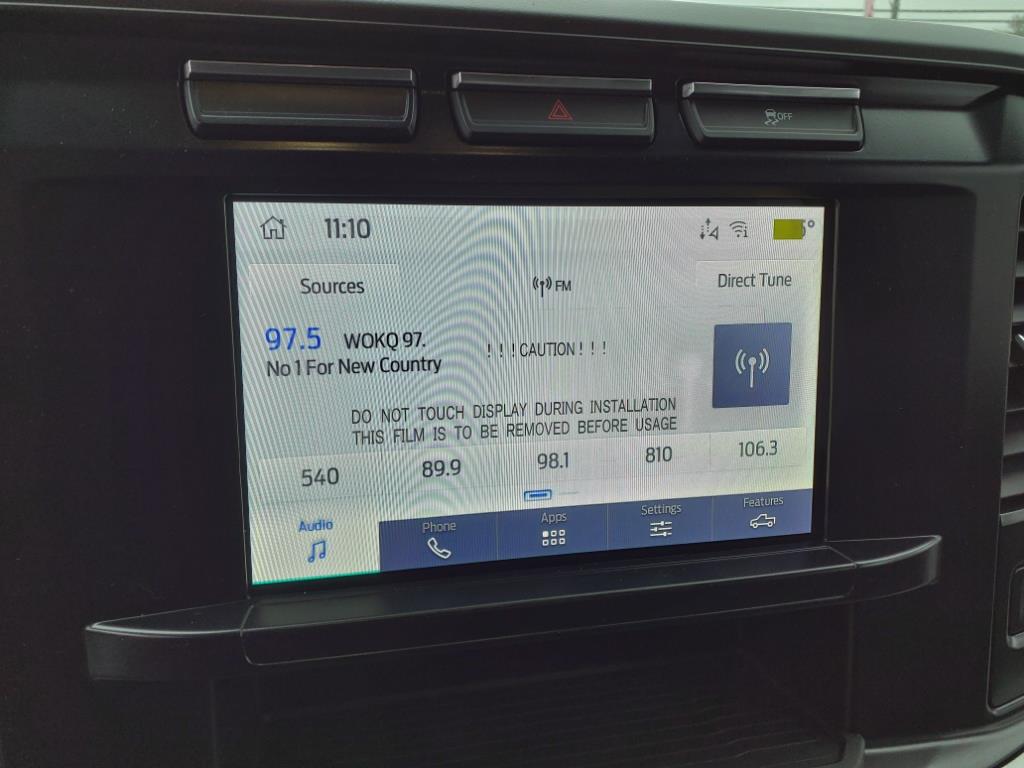 OFF
11:10
Sources
FM
Direct Tune
97.5 WOKQ 97.
No 1 For New Country
! ! ! CAUTION ! ! !
DO NOT TOUCH DISPLAY DURING INSTALLATION
THIS FILM IS TO BE REMOVED BEFORE USAGE
540 89.9 98.1 810 106.3
Audio Phone Apps Settings Features